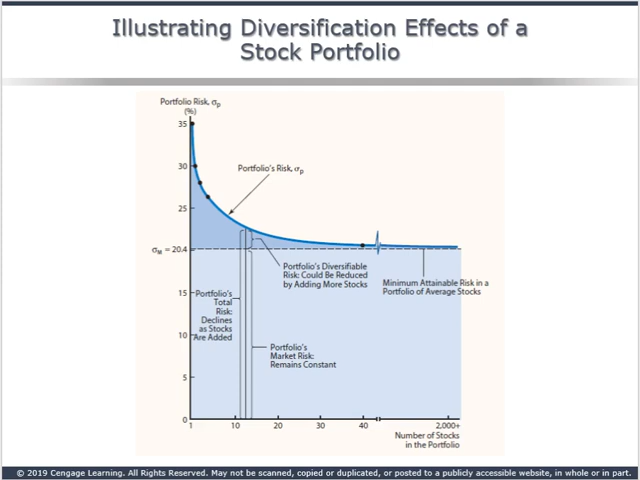 Illustrating Diversification Effects of a
Stock Portfolio
Portfolio Risk, σp
(%)
35
30
Portfolio's Risk, σp
25
σM = 20.4
Portfolio's Diversifiable
Risk: Could Be Reduced
by Adding More Stocks
Minimum Attainable Risk in a
Portfolio of Average Stocks
15
Portfolio's
Total
Risk:
Declines
as Stocks
Are Added
10
Portfolio's
Market Risk:
Remains Constant
5
0
1
10
20
30
40
2,000+
Number of Stocks
in the Portfolio
© 2019 Cengage Learning. All Rights Reserved. May not be scanned, copied or duplicated, or posted to a publicly accessible website, in whole or in part.